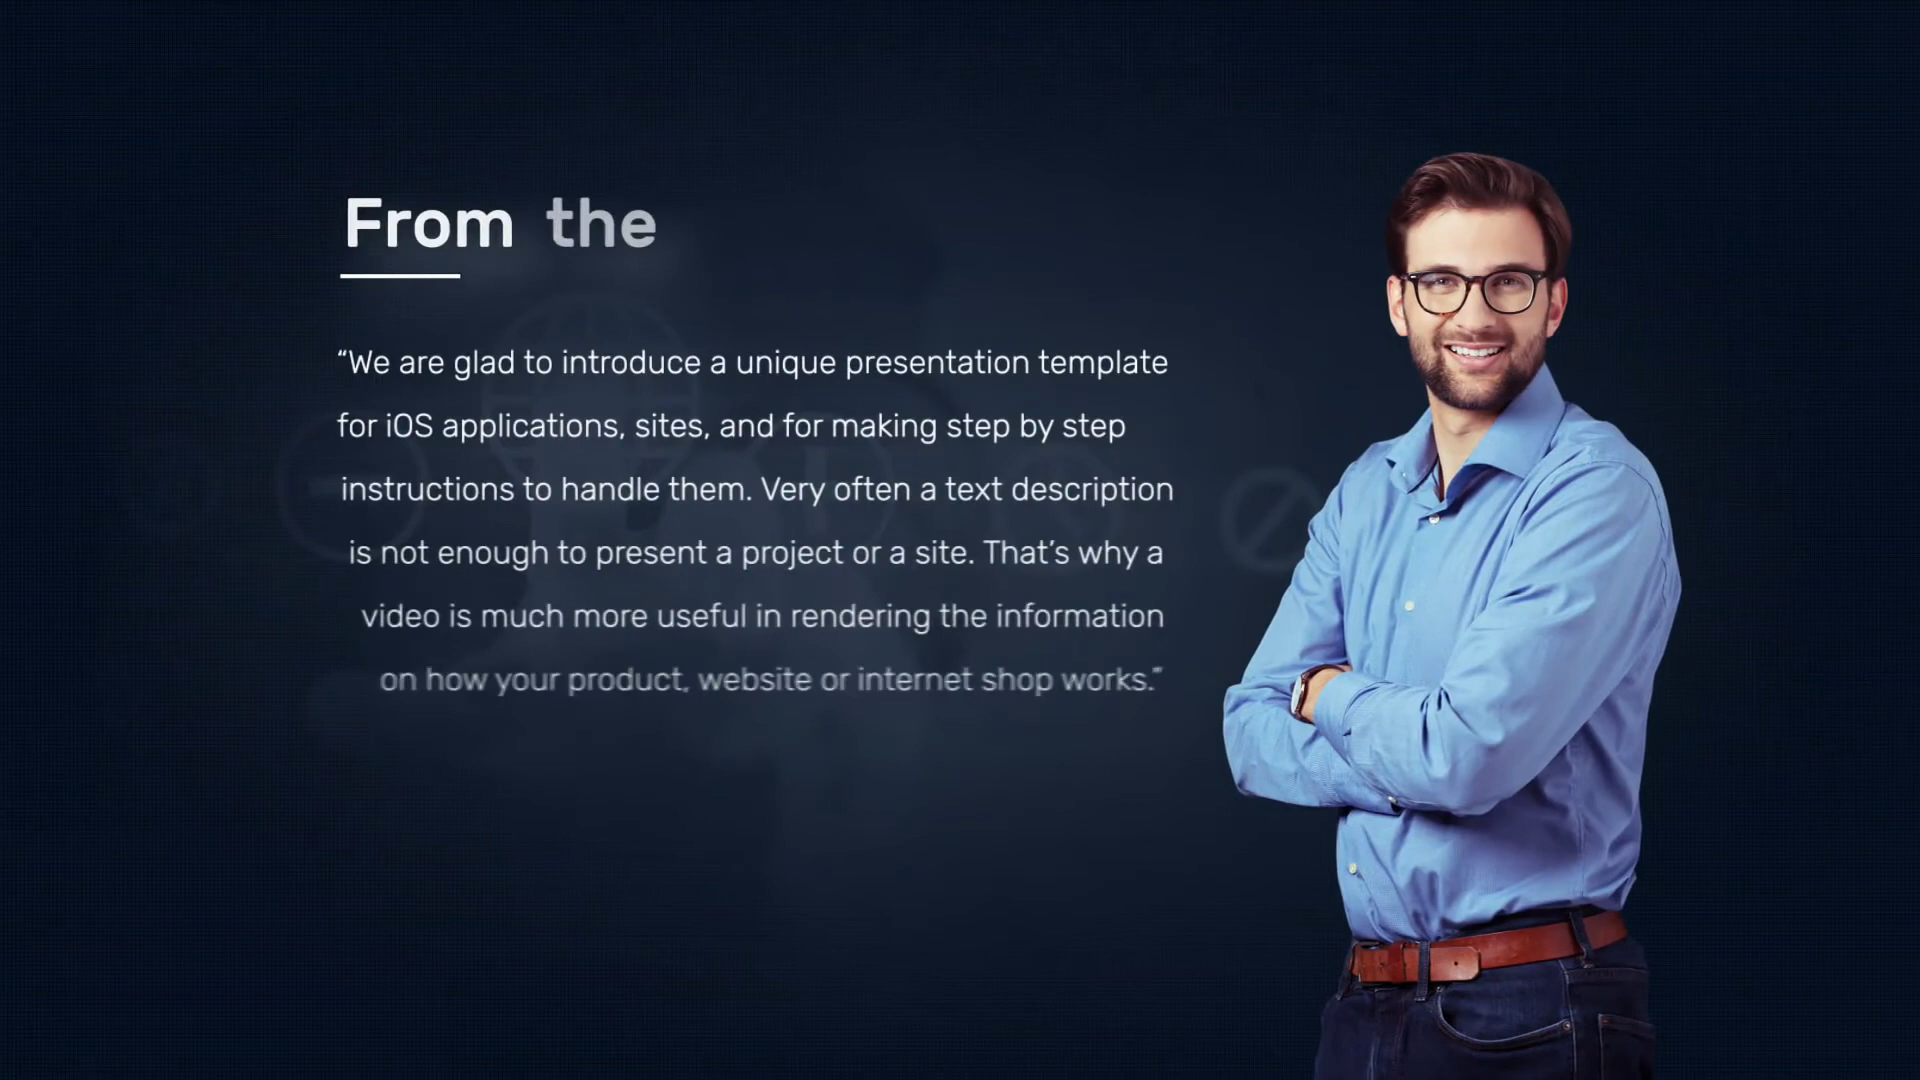 From the
“We are glad to introduce a unique presentation template
for iOS applications, sites, and for making step by step
instructions to handle them. Very often a text description
is not enough to present a project or a site. That’s why a
video is much more useful in rendering the information
on how your product, website or internet shop works.”